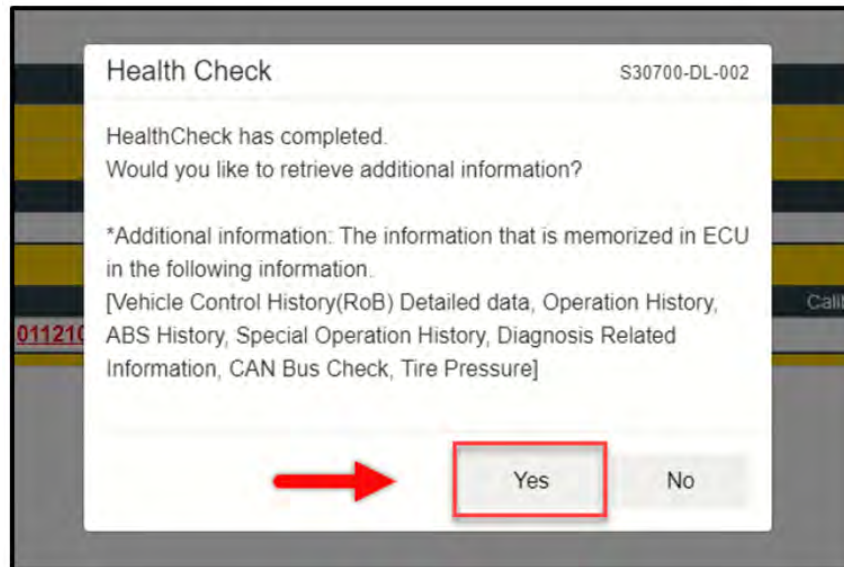 Health Check S30700-DL-002
HealthCheck has completed.
Would you like to retrieve additional information?
*Additional information: The information that is memorized in ECU
in the following information.
[Vehicle Control History(RoB) Detailed data, Operation History,
ABS History, Special Operation History, Diagnosis Related
Information, CAN Bus Check, Tire Pressure]
Calib
011210
Yes No